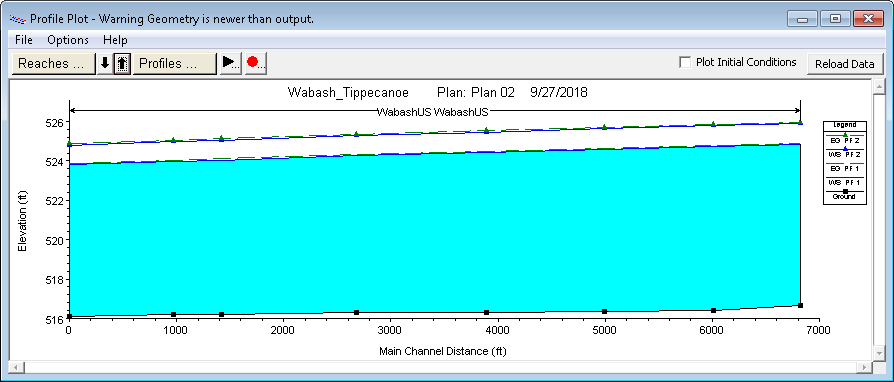 Profile Plot - Warning Geometry is newer than output.
File Options Help
Reaches ... Profiles ... ... ... Plot Initial Conditions Reload Data
Wabash_Tippecanoe Plan: Plan 02 9/27/2018
WabashUS WabashUS
Legend
EG PF 2
WS PF 2
EG PF 1
WS PF 1
Ground
Elevation (ft)
526
524
522
520
518
516
0 1000 2000 3000 4000 5000 6000 7000
Main Channel Distance (ft)